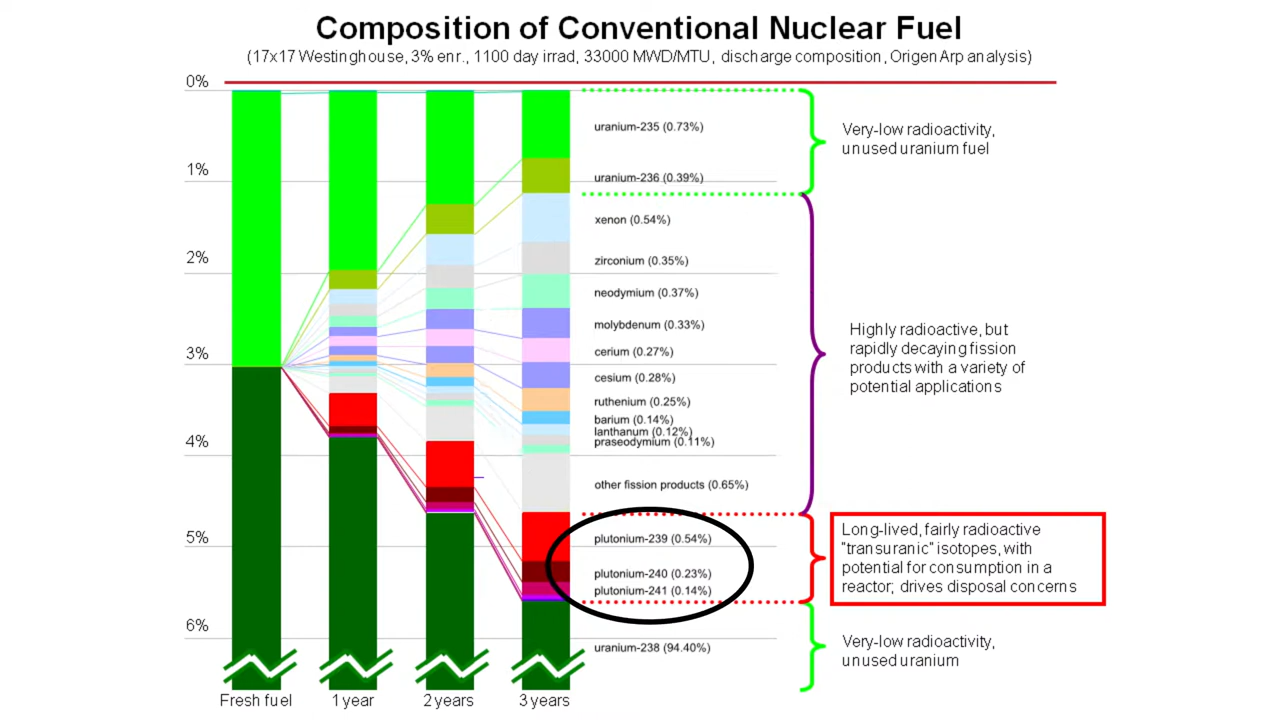 Composition of Conventional Nuclear Fuel
(17x17 Westinghouse, 3% enr., 1100 day irrad, 33000 MWD/MTU, discharge composition, Origen Arp analysis)
0%
1%
2%
3%
4%
5%
6%
Fresh fuel
1 year
2 years
3 years
uranium-235 (0.73%)
uranium-236 (0.39%)
xenon (0.54%)
zirconium (0.35%)
neodymium (0.37%)
molybdenum (0.33%)
cerium (0.27%)
cesium (0.28%)
ruthenium (0.25%)
barium (0.14%)
lanthanum (0.12%)
praseodymium (0.11%)
other fission products (0.65%)
plutonium-239 (0.54%)
plutonium-240 (0.23%)
plutonium-241 (0.14%)
uranium-238 (94.40%)
Very-low radioactivity,
unused uranium fuel
Highly radioactive, but
rapidly decaying fission
products with a variety of
potential applications
Long-lived, fairly radioactive
"transuranic" isotopes, with
potential for consumption in a
reactor; drives disposal concerns
Very-low radioactivity,
unused uranium